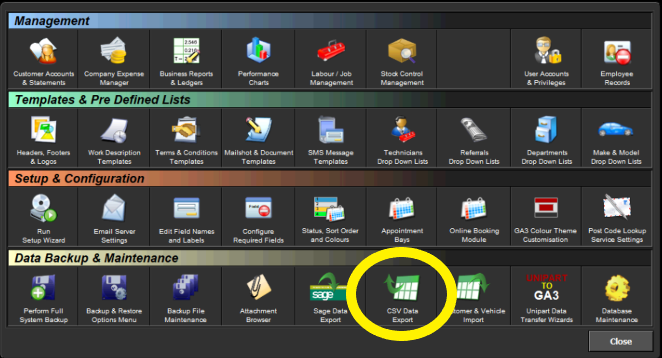 Management
Customer Accounts & Statements
Company Expense Manager
Business Reports & Ledgers
Performance Charts
Labour / Job Management
Stock Control Management
User Accounts & Privileges
Employee Records
Templates & Pre Defined Lists
Headers, Footers & Logos
Work Description Templates
Terms & Conditions Templates
Mailshot & Document Templates
SMS Message Templates
Technicians Drop Down Lists
Referrals Drop Down Lists
Departments Drop Down Lists
Make & Model Drop Down Lists
Setup & Configuration
Run Setup Wizard
Email Server Settings
Edit Field Names and Labels
Configure Required Fields
Status, Sort Order and Colours
Appointment Bays
Online Booking Module
GA3 Colour Theme Customisation
Post Code Lookup Service Settings
Data Backup & Maintenance
sage
UNIPART
TO
GA3
Perform Full System Backup
Backup & Restore Options Menu
Backup File Maintenance
Attachment Browser
Sage Data Export
CSV Data Export
tomer & Vehicle Import
Unipart Data Transfer Wizards
Database Maintenance
Close